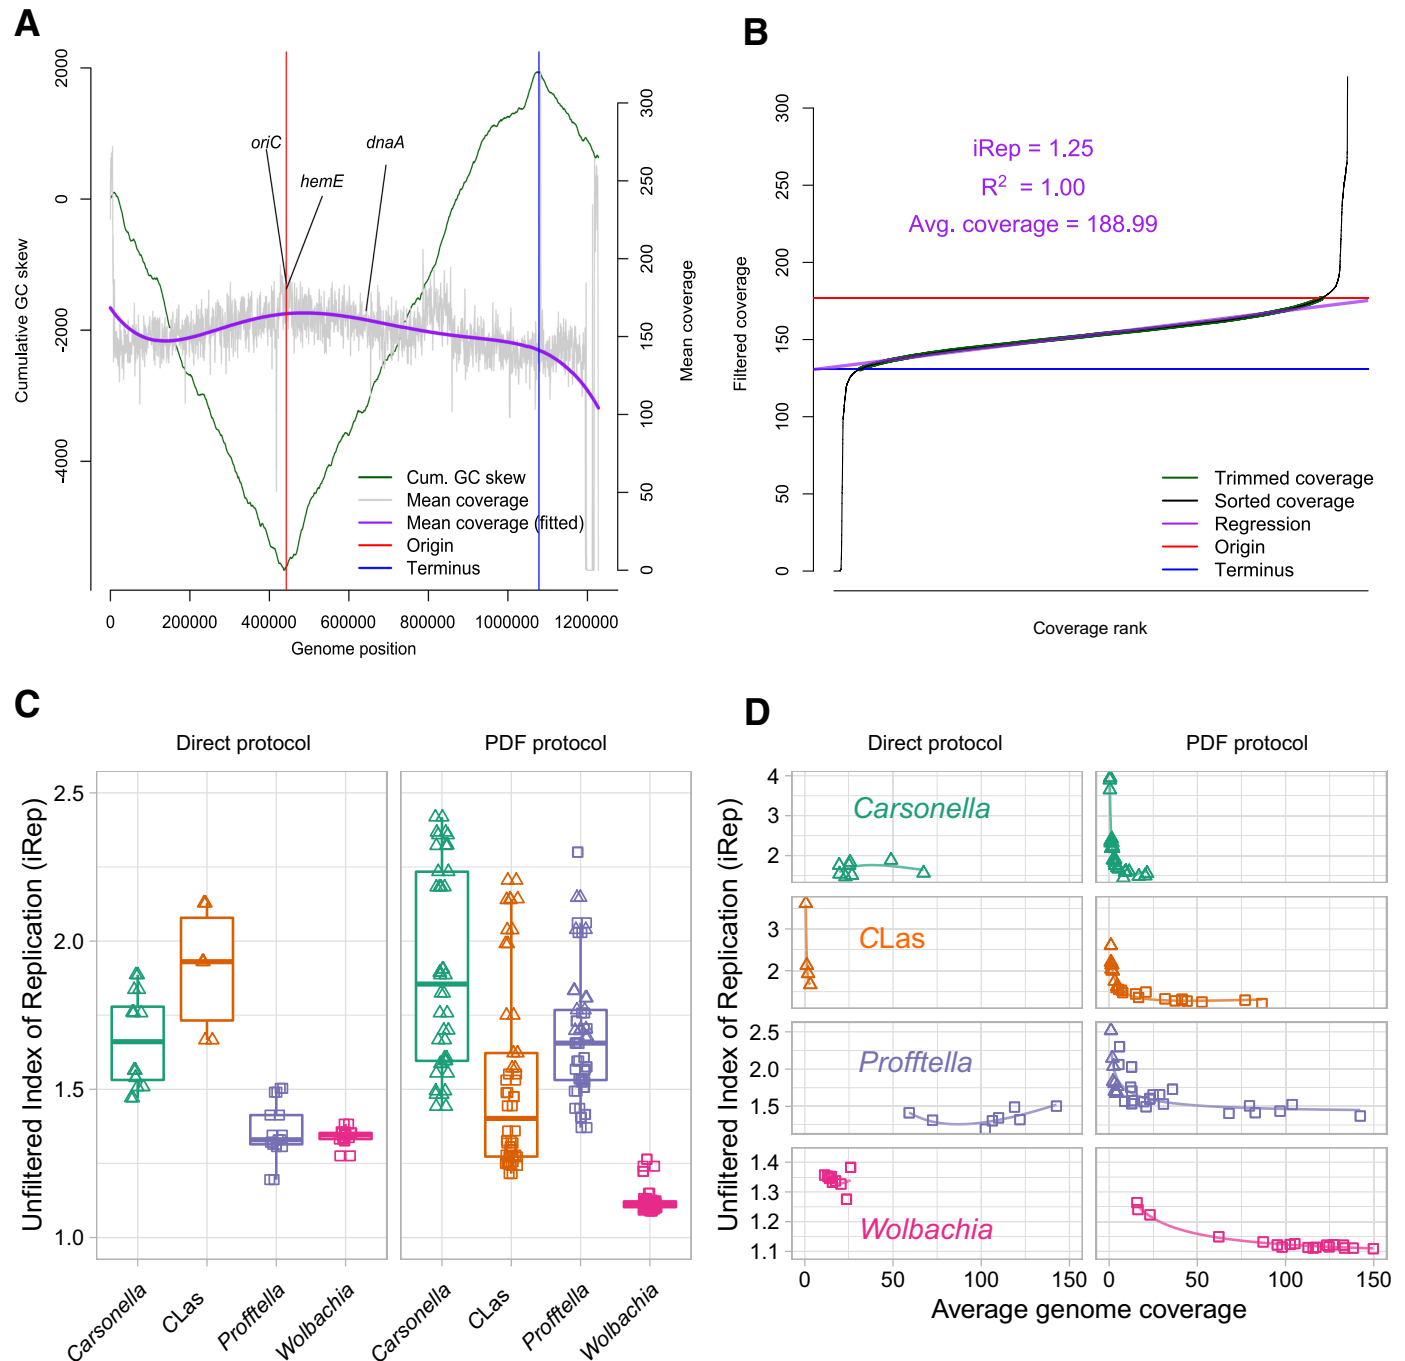 A
2000
0
-2000
-4000
Cumulative GC skew
oriC
hemE
dnaA
300
250
200
150
100
50
0
Mean coverage
Cum. GC skew
Mean coverage
Mean coverage (fitted)
Origin
Terminus
0 200000 400000 600000 800000 1000000 1200000
Genome position
B
300
250
200
150
100
50
0
Filtered coverage
iRep = 1.25
R² = 1.00
Avg. coverage = 188.99
Trimmed coverage
Sorted coverage
Regression
Origin
Terminus
Coverage rank
C
Direct protocol PDF protocol
Unfiltered Index of Replication (iRep)
2.5
2.0
1.5
1.0
Carsonella CLas Profftella Wolbachia Carsonella CLas Profftella Wolbachia
D
Direct protocol PDF protocol
Unfiltered Index of Replication (iRep)
4
3
2
Carsonella
3
2
CLas
2.5
2.0
1.5
Profftella
1.4
1.3
1.2
1.1
Wolbachia
0 50 100 150 0 50 100 150
Average genome coverage